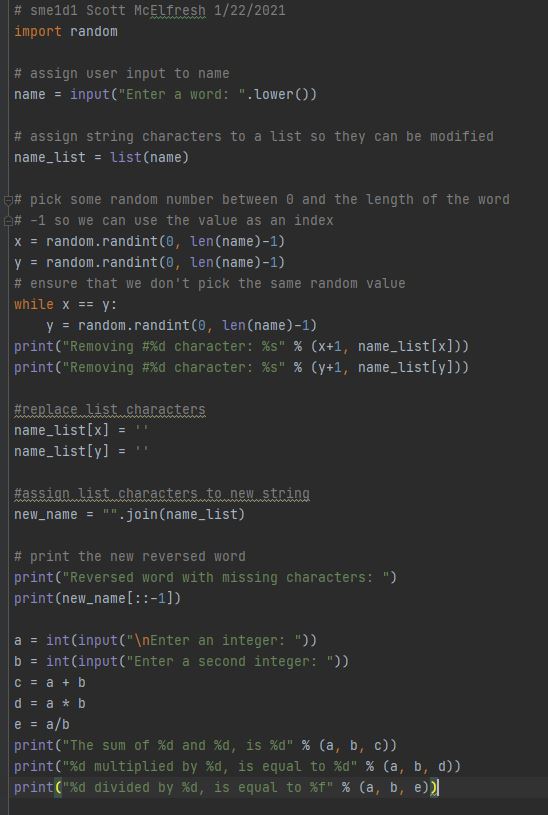 # sme1d1 Scott McElfresh 1/22/2021
import random

# assign user input to name
name = input("Enter a word: ".lower())

# assign string characters to a list so they can be modified
name_list = list(name)

# pick some random number between 0 and the length of the word
# -1 so we can use the value as an index
x = random.randint(0, len(name)-1)
y = random.randint(0, len(name)-1)
# ensure that we don't pick the same random value
while x == y:
    y = random.randint(0, len(name)-1)
print("Removing #%d character: %s" % (x+1, name_list[x]))
print("Removing #%d character: %s" % (y+1, name_list[y]))

#replace list characters
name_list[x] = ''
name_list[y] = ''

#assign list characters to new string
new_name = "".join(name_list)

# print the new reversed word
print("Reversed word with missing characters: ")
print(new_name[::-1])

a = int(input("\nEnter an integer: "))
b = int(input("Enter a second integer: "))
c = a + b
d = a * b
e = a/b
print("The sum of %d and %d, is %d" % (a, b, c))
print("%d multiplied by %d, is equal to %d" % (a, b, d))
print("%d divided by %d, is equal to %f" % (a, b, e))